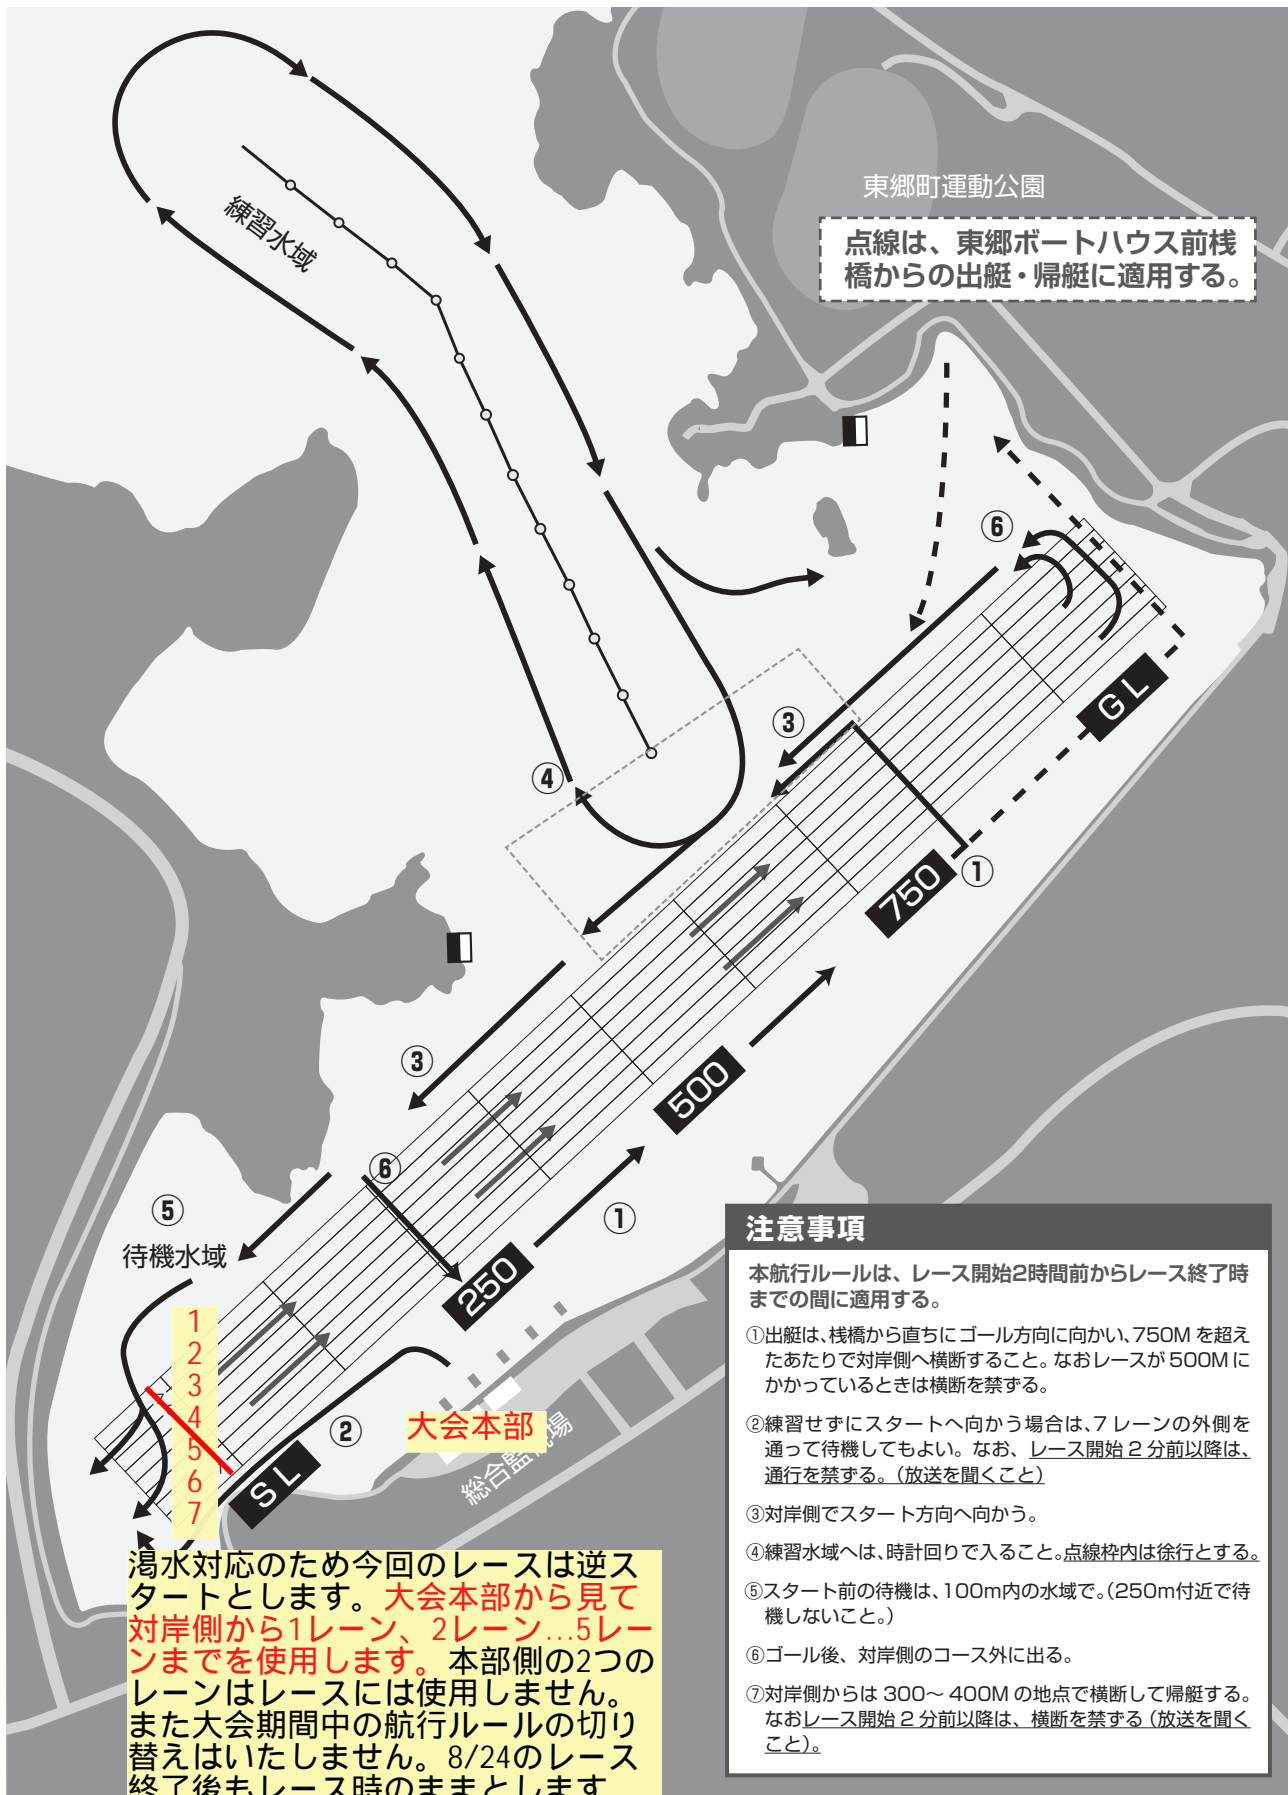 東郷町運動公園
点線は、東郷ボートハウス前桟
橋からの出艇・帰艇に適用する。
練習水域
⑥
GL
③
④
750
①
500
③
⑥
250
①
⑤
待機水域
1
2
3
4
5
6
7
SL
②
大会本部
総合監視場
渇水対応のため今回のレースは逆ス
タートとします。大会本部から見て
対岸側から1レーン、2レーン…5レー
ンまでを使用します。本部側の2つの
レーンはレースには使用しません。
また大会期間中の航行ルールの切り
替えはいたしません。8/24のレース
終了後もレース時のままとします
注意事項
本航行ルールは、レース開始2時間前からレース終了時
までの間に適用する。
①出艇は、桟橋から直ちにゴール方向に向かい、750M を超え
たあたりで対岸側へ横断すること。なおレースが 500M に
かかっているときは横断を禁ずる。
②練習せずにスタートへ向かう場合は、7 レーンの外側を
通って待機してもよい。なお、レース開始 2 分前以降は、
通行を禁ずる。(放送を聞くこと)
③対岸側でスタート方向へ向かう。
④練習水域へは、時計回りで入ること。点線枠内は徐行とする。
⑤スタート前の待機は、100m内の水域で。(250m付近で待
機しないこと。)
⑥ゴール後、対岸側のコース外に出る。
⑦対岸側からは 300〜 400M の地点で横断して帰艇する。
なおレース開始 2 分前以降は、横断を禁ずる (放送を聞く
こと)。